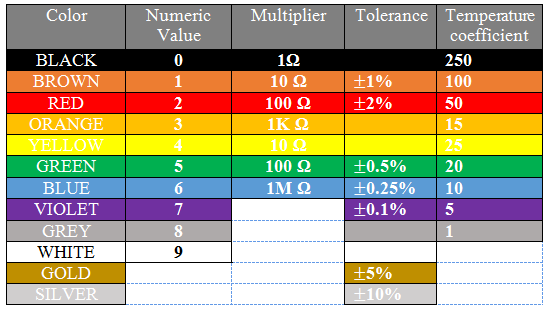 Color Numeric Value Multiplier Tolerance Temperature coefficient
BLACK 0 1Ω 250
BROWN 1 10 Ω ±1% 100
RED 2 100 Ω ±2% 50
ORANGE 3 1K Ω 15
YELLOW 4 10 Ω 25
GREEN 5 100 Ω ±0.5% 20
BLUE 6 1M Ω ±0.25% 10
VIOLET 7 ±0.1% 5
GREY 8 1
WHITE 9
GOLD ±5%
SILVER ±10%